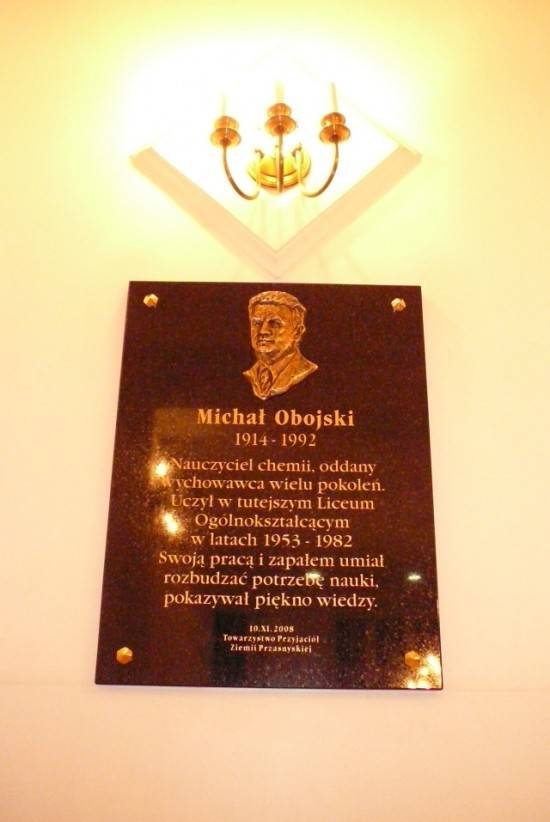 Michał Obojski
1914 - 1992
Nauczyciel chemii, oddany
wychowawca wielu pokoleń.
Uczył w tutejszym Liceum
Ogólnokształcącym
w latach 1953 - 1982
Swoją pracą i zapałem umiał
rozbudzać potrzebę nauki,
pokazywał piękno wiedzy.
10.XI.2008
Towarzystwo Przyjaciół
Ziemii Przasnyskiej